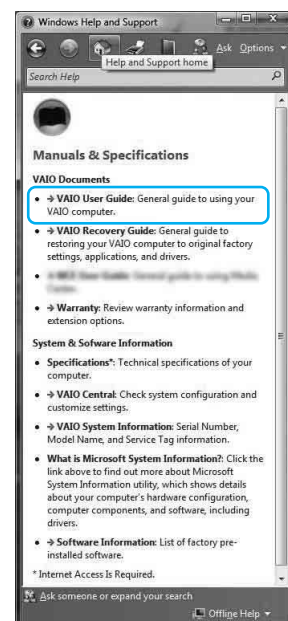 Windows Help and Support
Ask Options
Help and Support home
Search Help
Manuals & Specifications
VAIO Documents
• → VAIO User Guide: General guide to using your
VAIO computer.
• → VAIO Recovery Guide: General guide to
restoring your VAIO computer to original factory
settings, applications, and drivers.
• → Warranty: Review warranty information and
extension options.
System & Sofware Information
• Specifications*: Technical specifications of your
computer.
• → VAIO Central: Check system configuration and
customize settings.
• → VAIO System Information: Serial Number,
Model Name, and Service Tag information.
• What is Microsoft System Information?: Click the
link above to find out more about Microsoft
System Information utility, which shows details
about your computer's hardware configuration,
computer components, and software, including
drivers.
• → Software Information: List of factory pre-
installed software.
* Internet Access Is Required.
Ask someone or expand your search
Offline Help